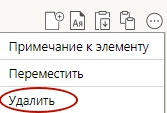 Примечание к элементу
Переместить
Удалить